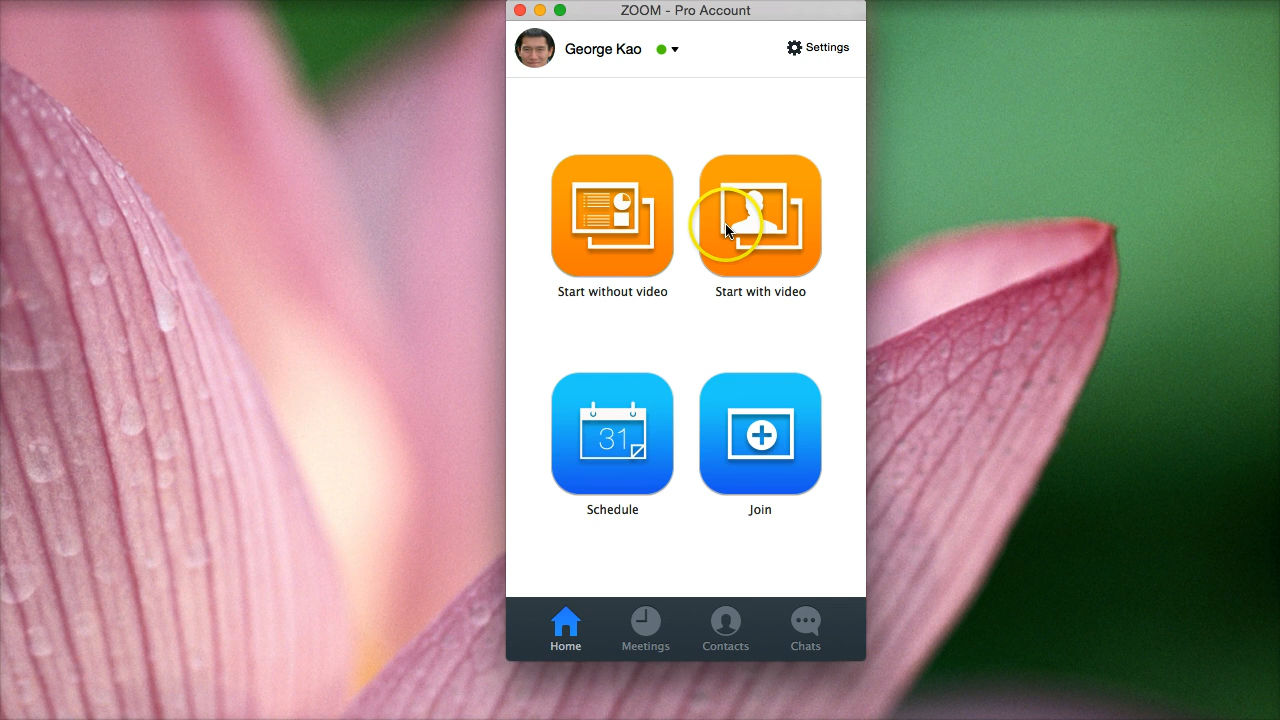 ZOOM - Pro Account
George Kao
Settings
Start without video
Start with video
31
Schedule
Join
Home
Meetings
Contacts
Chats